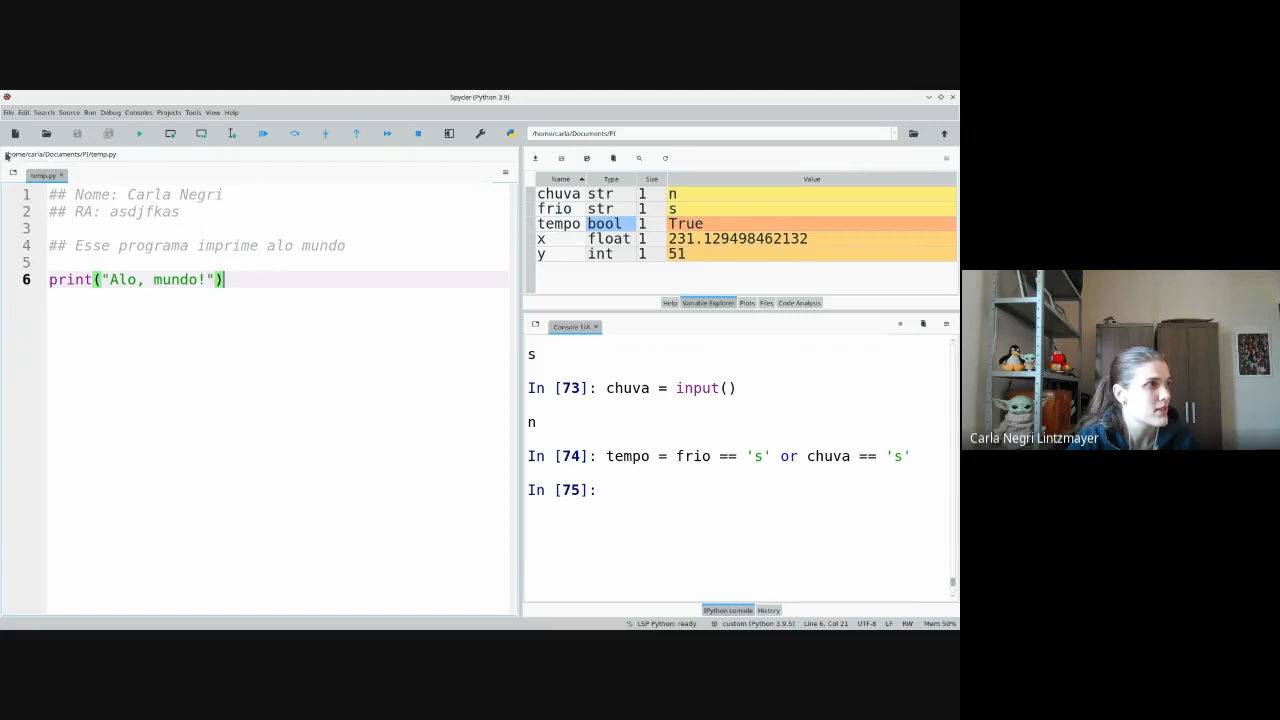 Spyder (Python 3.9)
File Edit Search Source Run Debug Consoles Projects Tools View Help
/home/carla/Documents/PI
/home/carla/Documents/PI/temp.py
temp.py
1 ## Nome: Carla Negri
2 ## RA: asdjfkas
3
4 ## Esse programa imprime alo mundo
5
6 print("Alo, mundo!")
Name Type Size Value
chuva str 1 n
frio str 1 s
tempo bool 1 True
x float 1 231.129498462132
y int 1 51
Help Variable Explorer Plots Files Code Analysis
Console 1/A
s
In [73]: chuva = input()
n
In [74]: tempo = frio == 's' or chuva == 's'
In [75]:
IPython console History
LSP Python: ready custom (Python 3.9.5) Line 6, Col 21 UTF-8 LF RW Mem 50%
Carla Negri Lintzmayer